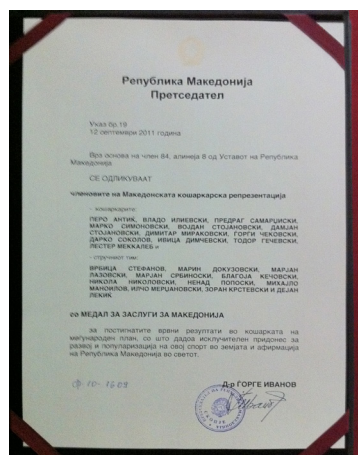 Република Македонија
Претседател
Указ бр.19
12 септември 2011 година
Врз основа на член 84, алинеја 8 од Уставот на Република
Македонија
СЕ ОДЛИКУВААТ
членовите на Македонската кошаркарска репрезентација
- кошаркарите:
ПЕРО АНТИЌ, ВЛАДО ИЛИЕВСКИ, ПРЕДРАГ САМАРЏИСКИ,
МАРКО СИМОНОВСКИ, ВОЈДАН СТОЈАНОВСКИ, ДАМЈАН
СТОЈАНОВСКИ, ДИМИТАР МИРАКОВСКИ, ЃОРГИ ЧЕКОВСКИ,
ДАРКО СОКОЛОВ, ИВИЦА ДИМЧЕВСКИ, ТОДОР ГЕЧЕВСКИ,
ЛЕСТЕР МЕККАЛЕБ и
- стручниот тим:
ВРБИЦА СТЕФАНОВ, МАРИН ДОКУЗОВСКИ, МАРЈАН
ЛАЗОВСКИ, МАРЈАН СРБИНОСКИ, БЛАГОЈА КЕЧОВСКИ,
НИКОЛА НИКОЛОВСКИ, НЕНАД ПОПОСКИ, МИХАЈЛО
МАНОИЛОВ, ИЛЧО МЕРЏАНОВСКИ, ЗОРАН КРСТЕВСКИ И ДЕЈАН
ЛЕКИЌ
со МЕДАЛ ЗА ЗАСЛУГИ ЗА МАКЕДОНИЈА
за постигнатите врвни резултати во кошарката на
меѓународен план, со што дадоа исклучителен придонес за
развој и популаризација на овој спорт во земјата и афирмација
на Република Македонија во светот.
Д-р ЃОРГЕ ИВАНОВ